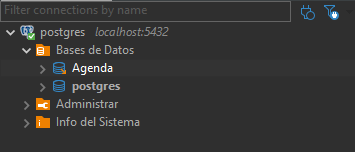 Filter connections by name
postgres localhost:5432
Bases de Datos
Agenda
postgres
Administrar
Info del Sistema